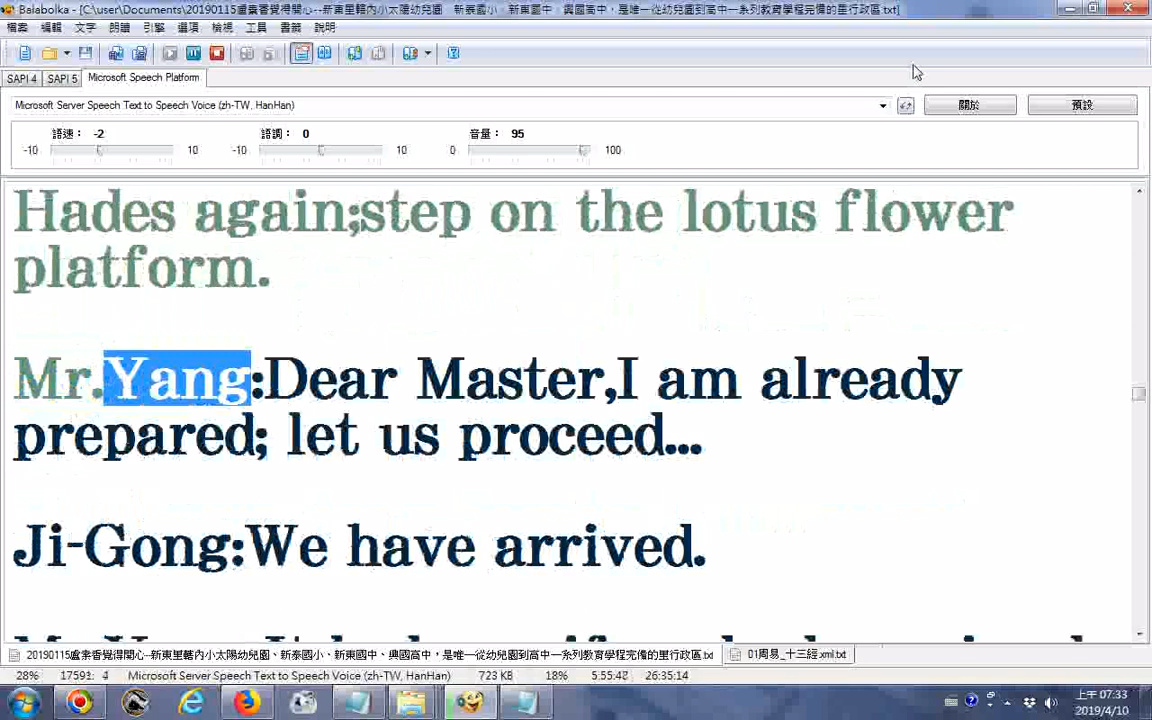 Balabolka - [C:\user\Documents\20190115盧素香覺得開心--新東里轄內小太陽幼兒園、新泰國小、新東國中、興國高中，是唯一從幼兒園到高中一系列教育學程完備的里行政區.txt]
檔案 編輯 文字 朗讀 引擎 選項 檢視 工具 書籤 說明
SAPI 4 SAPI 5 Microsoft Speech Platform
Microsoft Server Speech Text to Speech Voice (zh-TW, HanHan) 關於 預設
語速： -2 語調： 0 音量： 95
-10 10 -10 10 0 100
Hades again;step on the lotus flower
platform.
Mr.Yang:Dear Master,I am already
prepared; let us proceed...
Ji-Gong:We have arrived.
20190115盧素香覺得開心--新東里轄內小太陽幼兒園、新泰國小、新東國中、興國高中，是唯一從幼兒園到高中一系列教育學程完備的里行政區.txt 01周易_十三經.xml.txt
28% 17591: 4 Microsoft Server Speech Text to Speech Voice (zh-TW, HanHan) 723 KB 18% 5:55:48 26:35:14
上午 07:33
2019/4/10